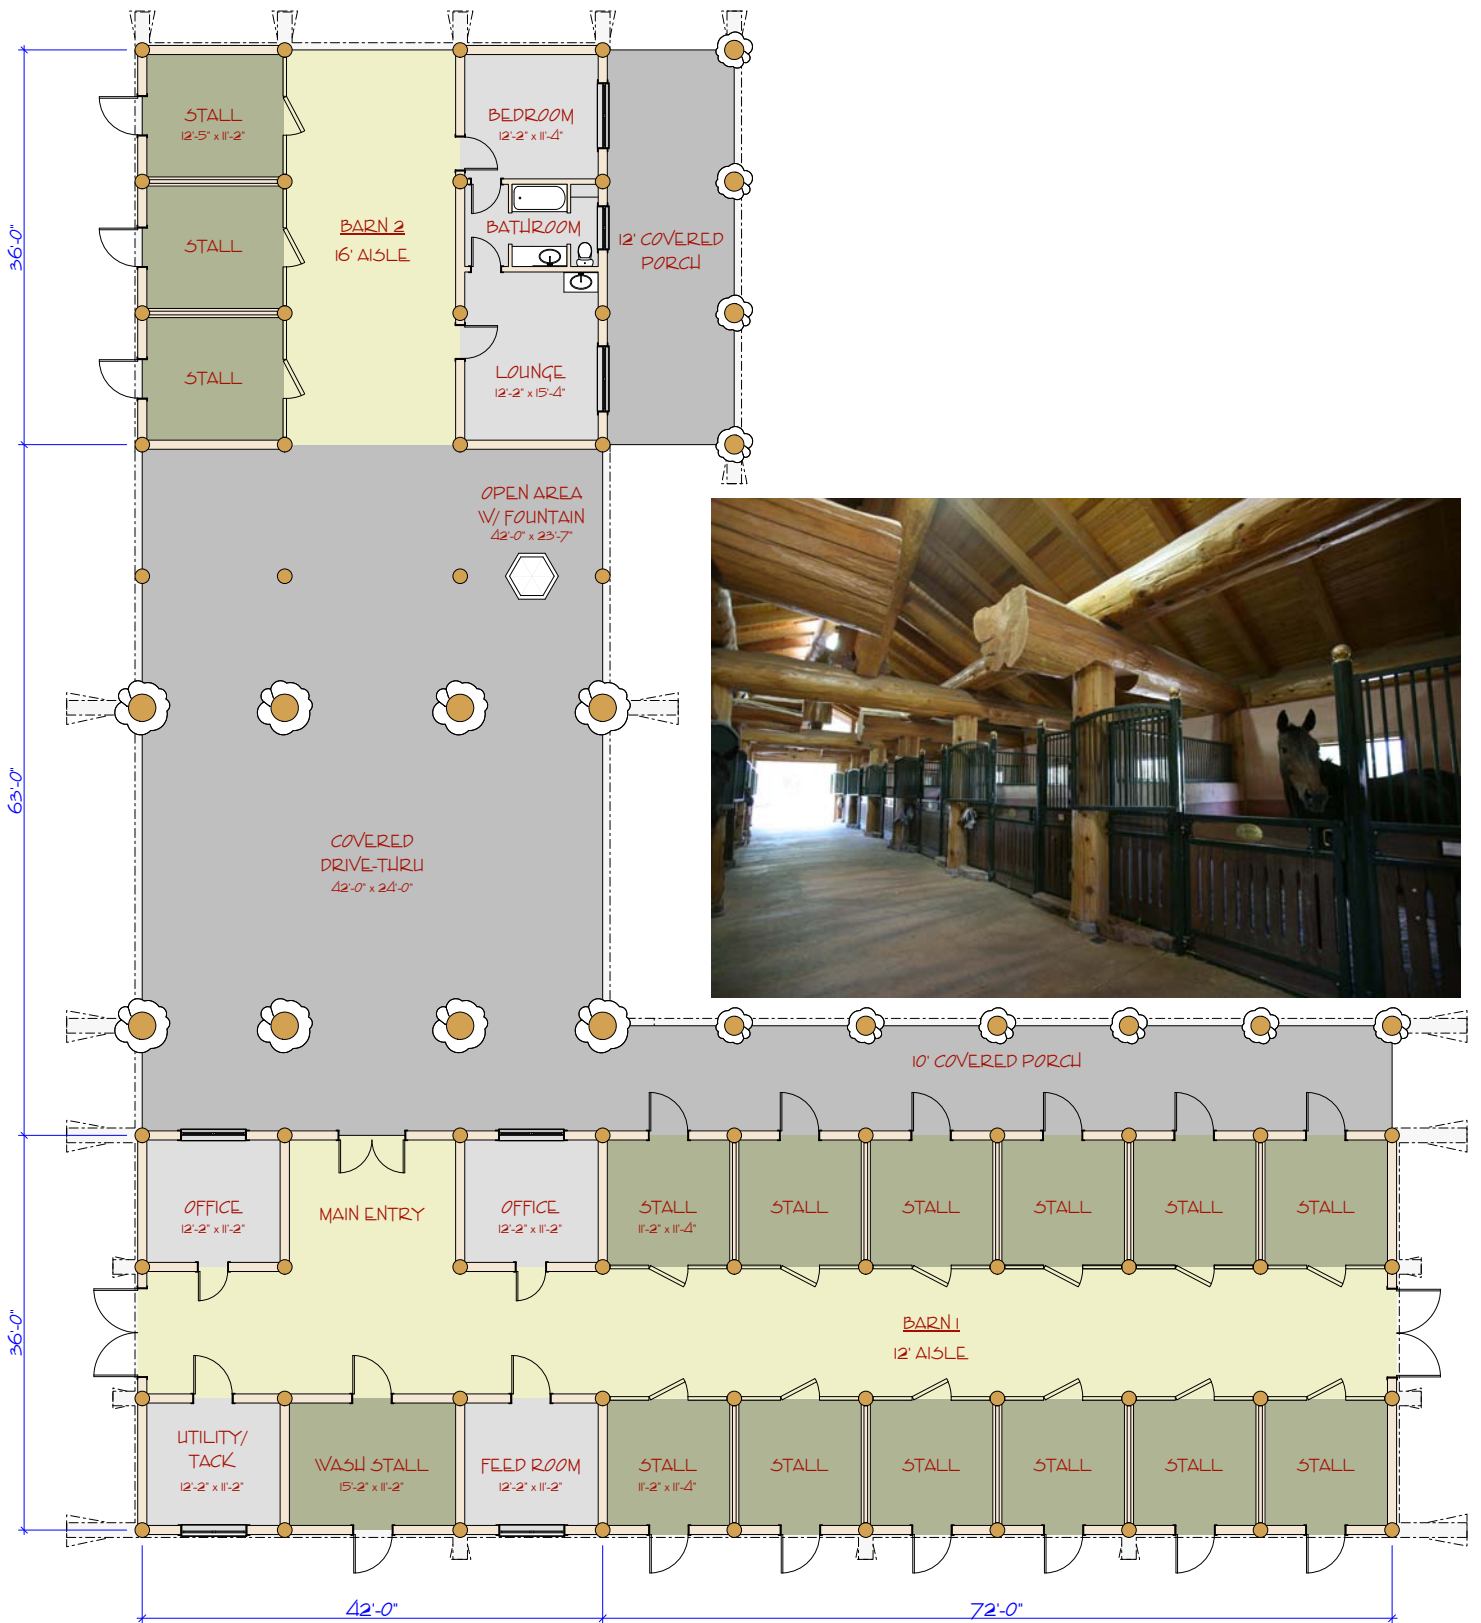 STALL
12'-5" x 11'-2"
BEDROOM
12'-2" x 11'-4"
36'-0"
STALL
BARN 2
16' AISLE
BATHROOM
12' COVERED
PORCH
STALL
LOUNGE
12'-2" x 15'-4"
OPEN AREA
W/ FOUNTAIN
42'-0" x 23'-7"
63'-0"
COVERED
DRIVE-THRU
42'-0" x 24'-0"
10' COVERED PORCH
OFFICE
12'-2" x 11'-2"
MAIN ENTRY
OFFICE
12'-2" x 11'-2"
STALL
11'-2" x 11'-4"
STALL
STALL
STALL
STALL
STALL
36'-0"
BARN 1
12' AISLE
UTILITY/
TACK
12'-2" x 11'-2"
WASH STALL
15'-2" x 11'-2"
FEED ROOM
12'-2" x 11'-2"
STALL
11'-2" x 11'-4"
STALL
STALL
STALL
STALL
STALL
42'-0"
72'-0"